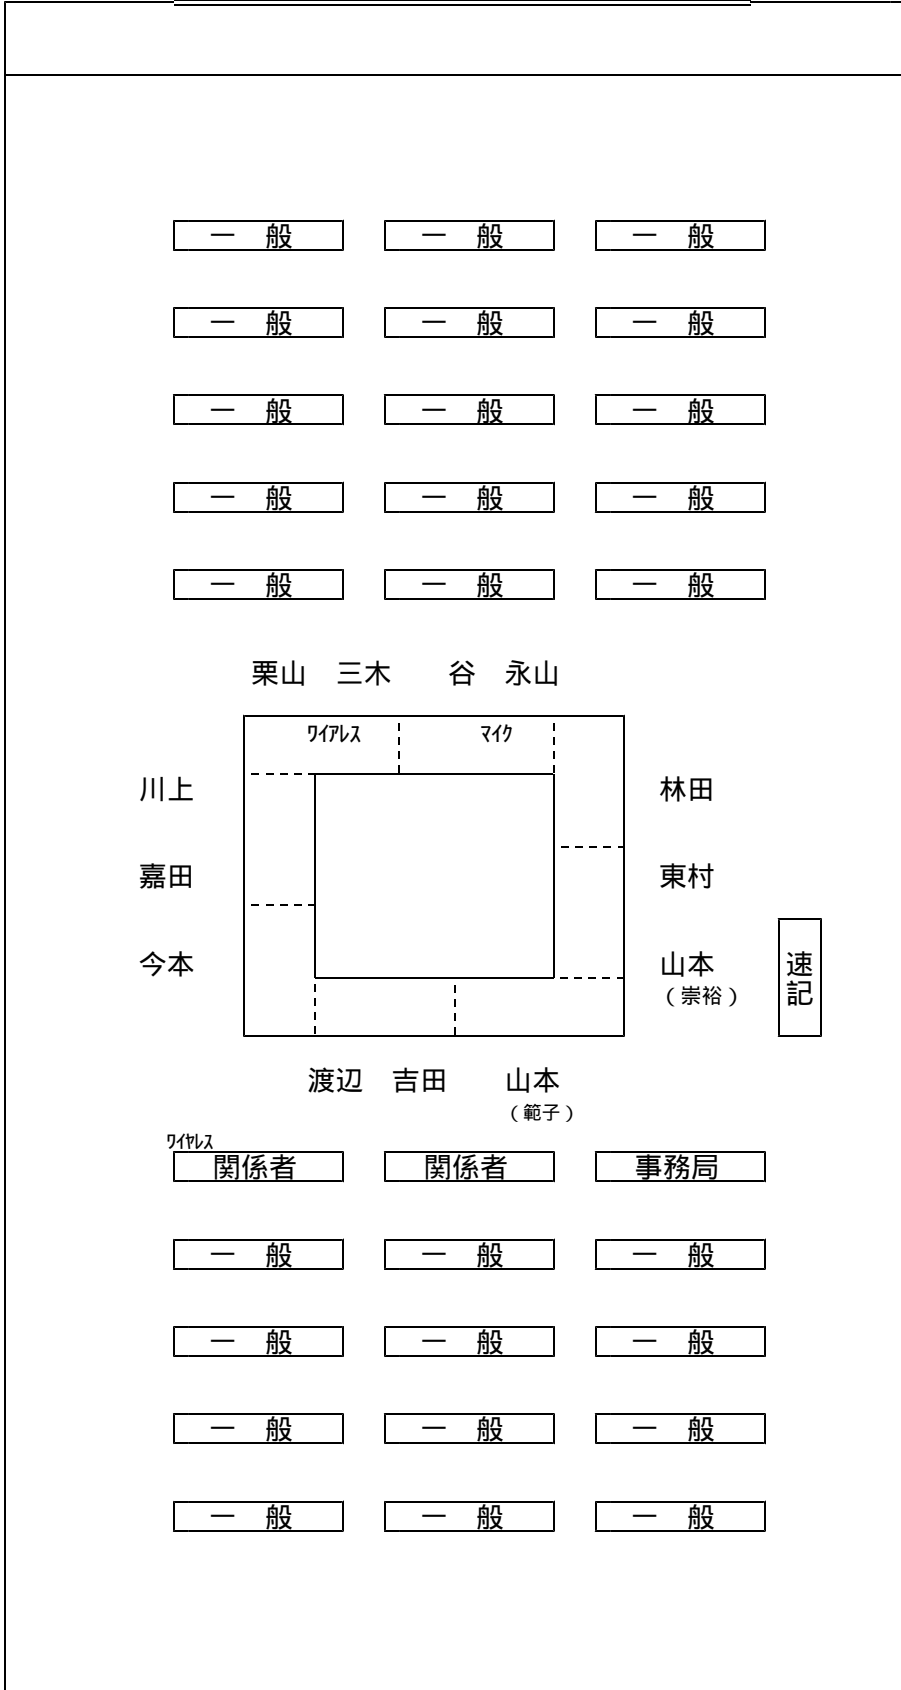 一　般　一　般　一　般
一　般　一　般　一　般
一　般　一　般　一　般
一　般　一　般　一　般
一　般　一　般　一　般
栗山　三木　　谷　永山
ﾜｲｱﾚｽ　ﾏｲｸ
川上　林田
嘉田　東村
今本　山本　速記
（崇裕）
渡辺　吉田　　山本
（範子）
ﾜｲﾔﾚｽ
関係者　関係者　事務局
一　般　一　般　一　般
一　般　一　般　一　般
一　般　一　般　一　般
一　般　一　般　一　般